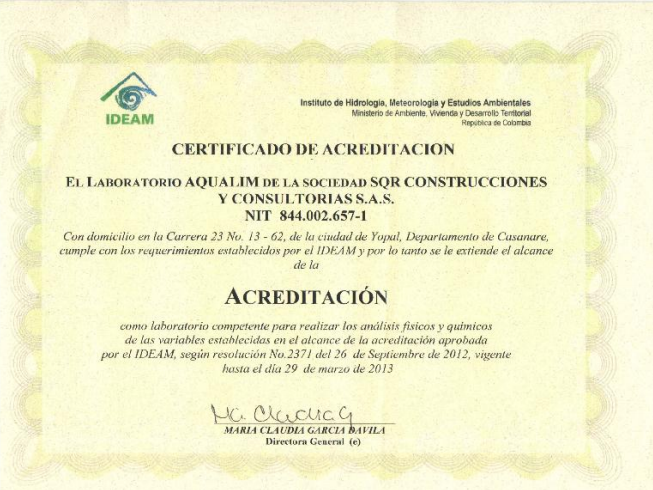 IDEAM
Instituto de Hidrología, Meteorología y Estudios Ambientales
Ministerio de Ambiente, Vivienda y Desarrollo Territorial
República de Colombia
CERTIFICADO DE ACREDITACION
EL LABORATORIO AQUALIM DE LA SOCIEDAD SQR CONSTRUCCIONES
Y CONSULTORIAS S.A.S.
NIT 844.002.657-1
Con domicilio en la Carrera 23 No. 13 - 62, de la ciudad de Yopal, Departamento de Casanare,
cumple con los requerimientos establecidos por el IDEAM y por lo tanto se le extiende el alcance
de la
ACREDITACIÓN
como laboratorio competente para realizar los análisis físicos y químicos
de las variables establecidas en el alcance de la acreditación aprobada
por el IDEAM, según resolución No.2371 del 26 de Septiembre de 2012, vigente
hasta el día 29 de marzo de 2013
Ma Claudia G
MARIA CLAUDIA GARCIA DAVILA
Directora General (e)